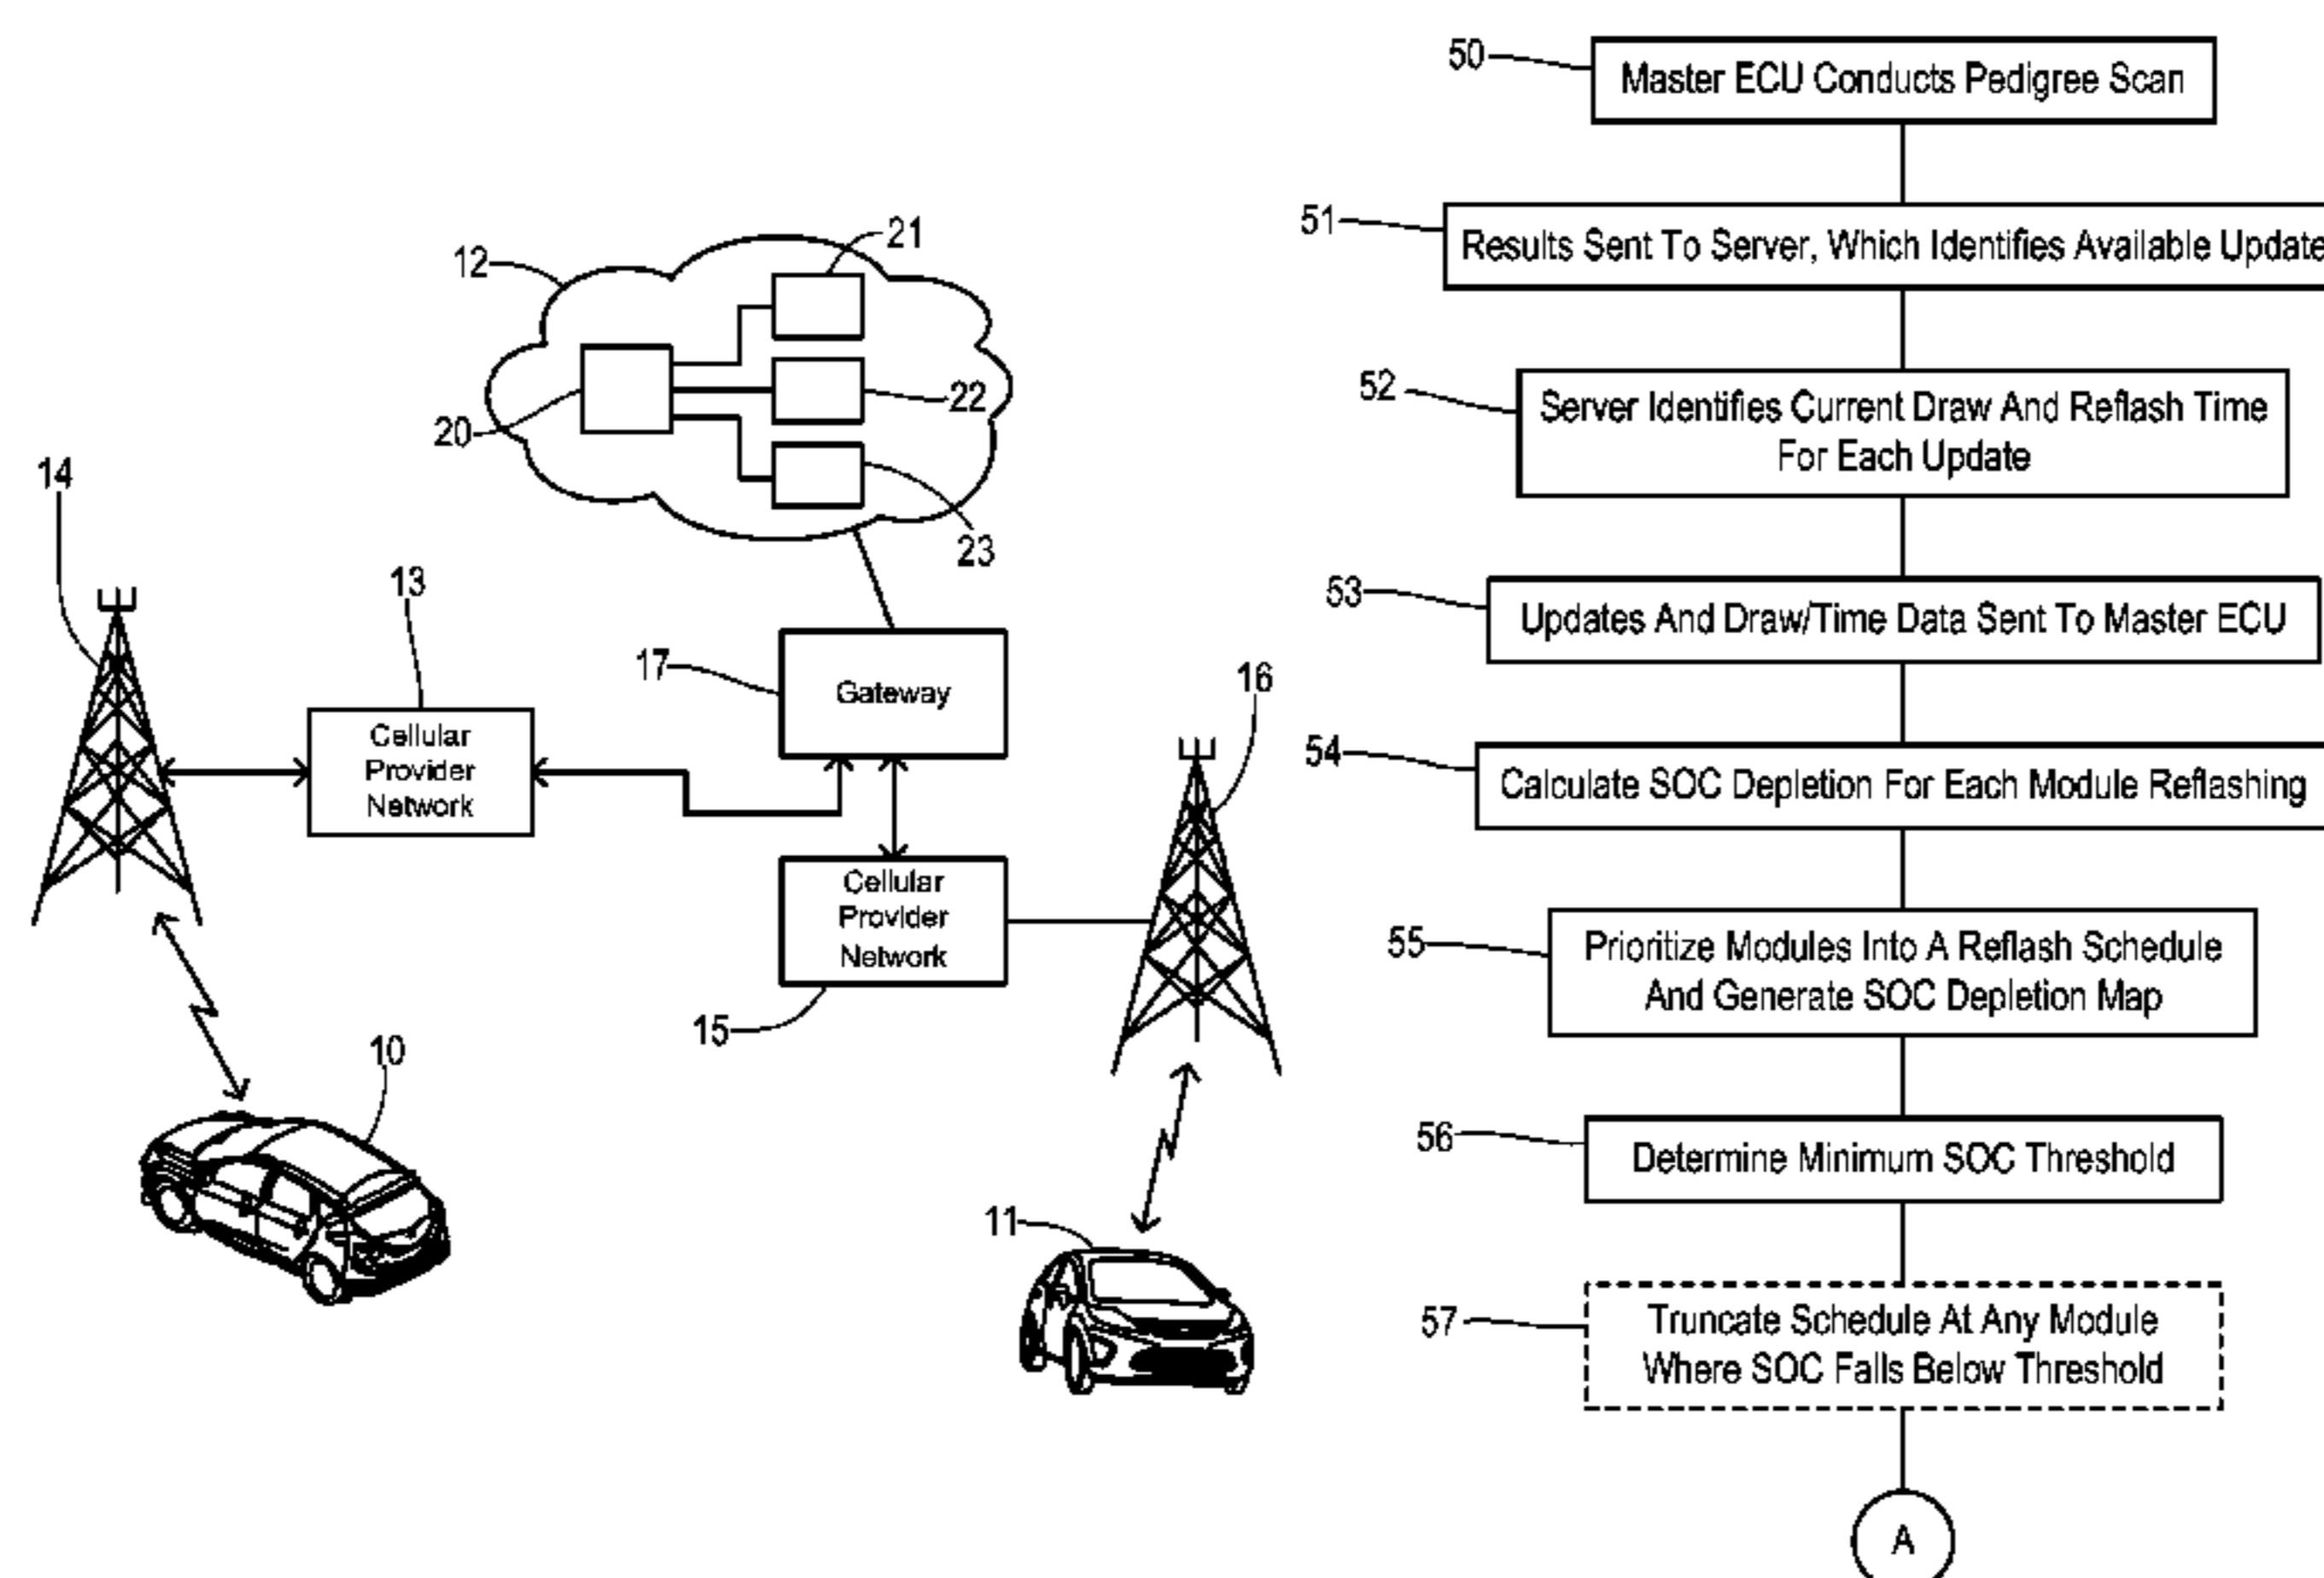 12
21
20
22
23
14
13
17
Gateway
16
Cellular
Provider
Network
Cellular
Provider
Network
15
10
11
50
Master ECU Conducts Pedigree Scan
51
Results Sent To Server, Which Identifies Available Update
52
Server Identifies Current Draw And Reflash Time
For Each Update
53
Updates And Draw/Time Data Sent To Master ECU
54
Calculate SOC Depletion For Each Module Reflashing
55
Prioritize Modules Into A Reflash Schedule
And Generate SOC Depletion Map
56
Determine Minimum SOC Threshold
57
Truncate Schedule At Any Module
Where SOC Falls Below Threshold
A